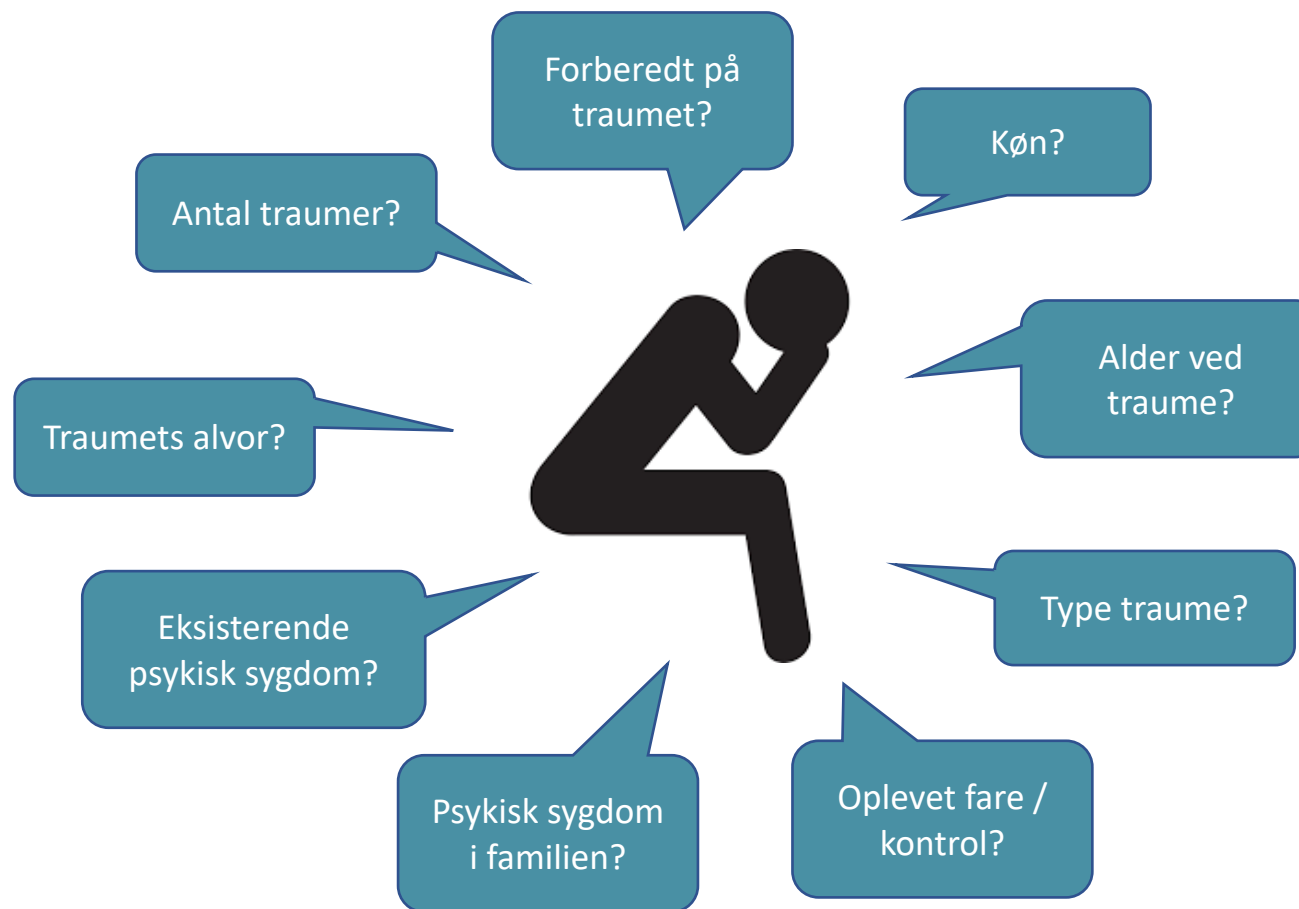 Forberedt på
traumet?
Køn?
Antal traumer?
Alder ved
traume?
Traumets alvor?
Type traume?
Eksisterende
psykisk sygdom?
Oplevet fare /
kontrol?
Psykisk sygdom
i familien?